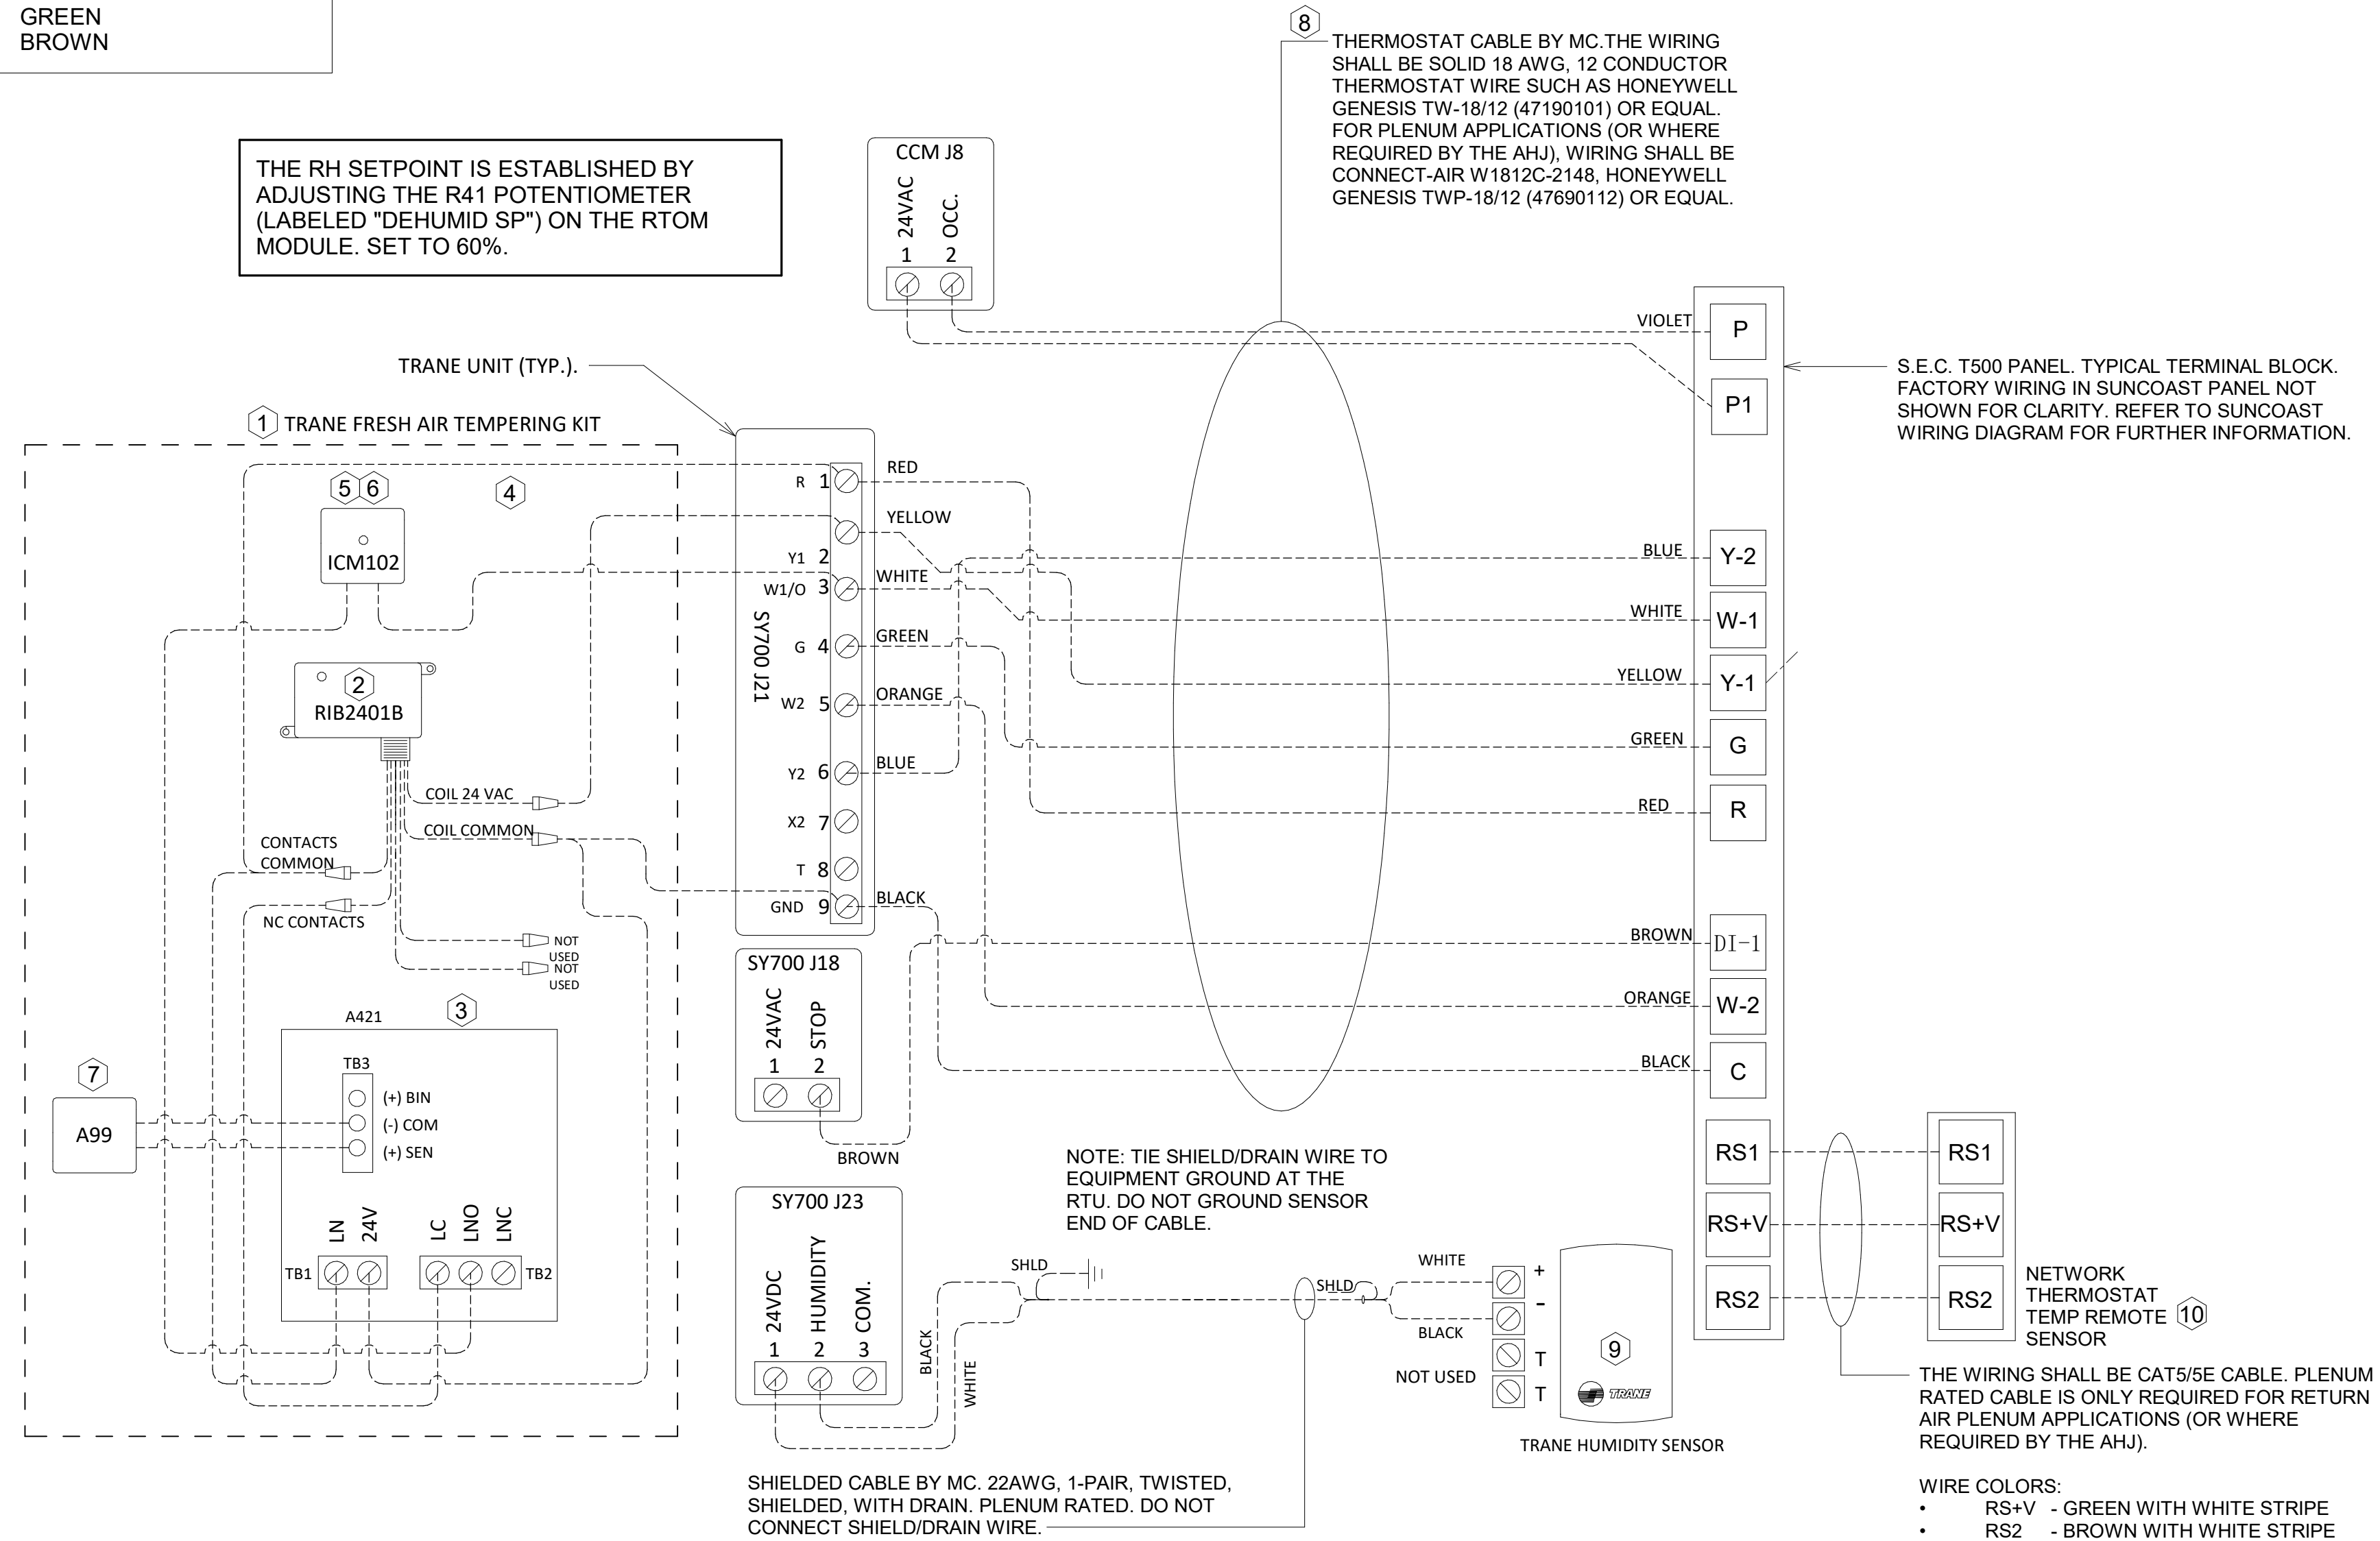 GREEN
BROWN
8
THERMOSTAT CABLE BY MC.THE WIRING
SHALL BE SOLID 18 AWG, 12 CONDUCTOR
THERMOSTAT WIRE SUCH AS HONEYWELL
GENESIS TW-18/12 (47190101) OR EQUAL.
FOR PLENUM APPLICATIONS (OR WHERE
REQUIRED BY THE AHJ), WIRING SHALL BE
CONNECT-AIR W1812C-2148, HONEYWELL
GENESIS TWP-18/12 (47690112) OR EQUAL.
THE RH SETPOINT IS ESTABLISHED BY
ADJUSTING THE R41 POTENTIOMETER
(LABELED "DEHUMID SP") ON THE RTOM
MODULE. SET TO 60%.
CCM J8
24VAC
OCC.
1 2
TRANE UNIT (TYP.).
1 TRANE FRESH AIR TEMPERING KIT
5 6
4
ICM102
2
RIB2401B
COIL 24 VAC
COIL COMMON
CONTACTS
COMMON
NC CONTACTS
NOT
USED
NOT
USED
A421
3
TB3
(+) BIN
(-) COM
(+) SEN
7
A99
LN
24V
LC
LNO
LNC
TB1
TB2
SY700 J21
R 1
Y1 2
W1/O 3
G 4
W2 5
Y2 6
X2 7
T 8
GND 9
RED
YELLOW
WHITE
GREEN
ORANGE
BLUE
BLACK
SY700 J18
24VAC
STOP
1 2
BROWN
SY700 J23
24VDC
HUMIDITY
COM.
1 2 3
BLACK
WHITE
NOTE: TIE SHIELD/DRAIN WIRE TO
EQUIPMENT GROUND AT THE
RTU. DO NOT GROUND SENSOR
END OF CABLE.
SHLD
SHLD
WHITE
BLACK
NOT USED
+
-
T
T
9
TRANE
TRANE HUMIDITY SENSOR
SHIELDED CABLE BY MC. 22AWG, 1-PAIR, TWISTED,
SHIELDED, WITH DRAIN. PLENUM RATED. DO NOT
CONNECT SHIELD/DRAIN WIRE.
VIOLET P
P1
BLUE Y-2
WHITE W-1
YELLOW Y-1
GREEN G
RED R
BROWN DI-1
ORANGE W-2
BLACK C
RS1
RS+V
RS2
RS1
RS+V
RS2
S.E.C. T500 PANEL. TYPICAL TERMINAL BLOCK.
FACTORY WIRING IN SUNCOAST PANEL NOT
SHOWN FOR CLARITY. REFER TO SUNCOAST
WIRING DIAGRAM FOR FURTHER INFORMATION.
NETWORK
THERMOSTAT
TEMP REMOTE 10
SENSOR
THE WIRING SHALL BE CAT5/5E CABLE. PLENUM
RATED CABLE IS ONLY REQUIRED FOR RETURN
AIR PLENUM APPLICATIONS (OR WHERE
REQUIRED BY THE AHJ).
WIRE COLORS:
• RS+V - GREEN WITH WHITE STRIPE
• RS2 - BROWN WITH WHITE STRIPE